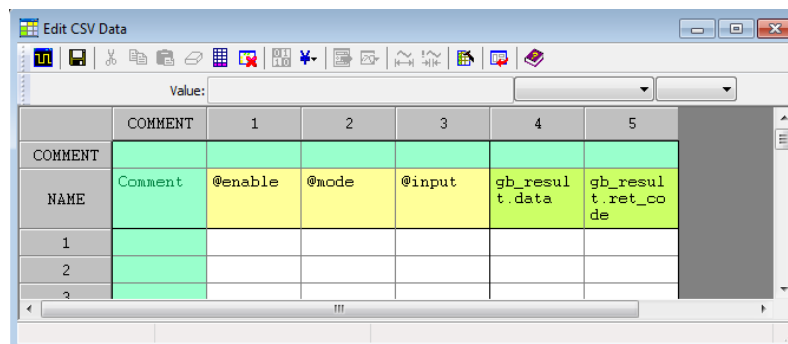 Edit CSV Data
Value:
COMMENT 1 2 3 4 5
COMMENT
NAME Comment @enable @mode @input gb_resul
t.data gb_resul
t.ret_co
de
1
2
3